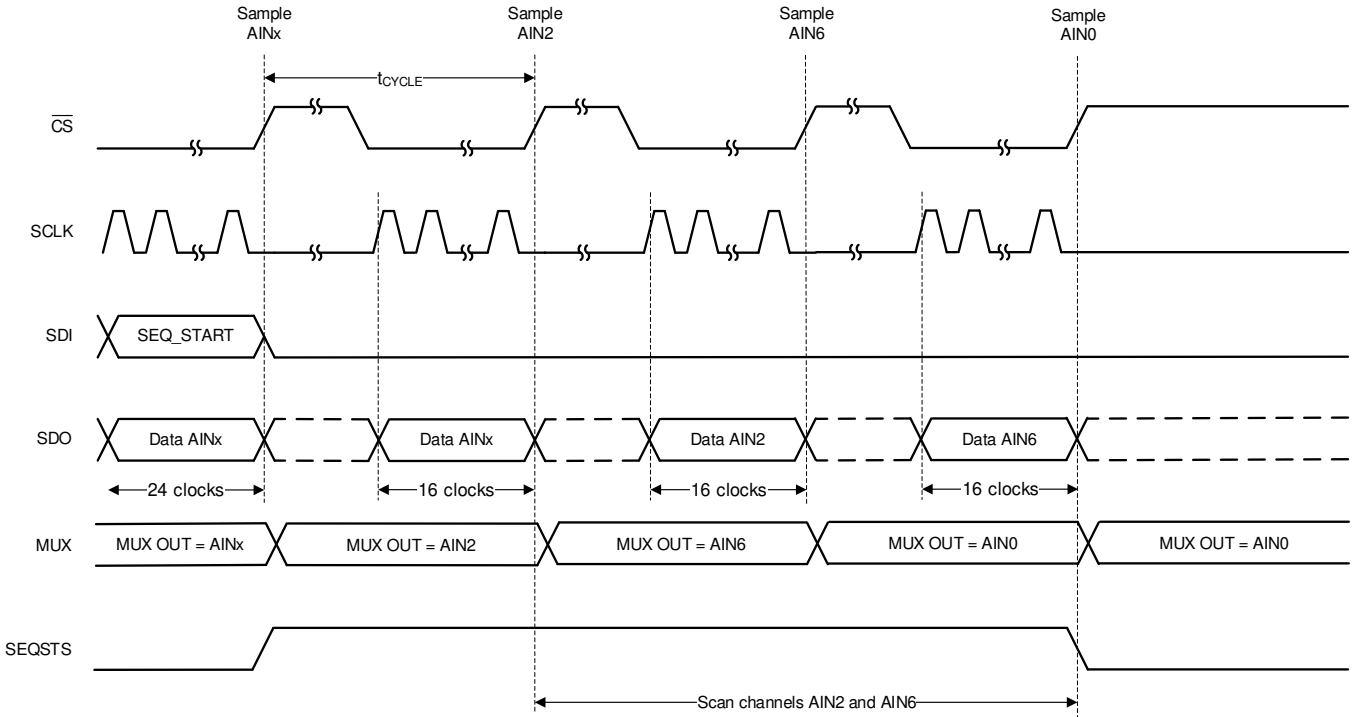 Sample
AINx
Sample
AIN2
Sample
AIN6
Sample
AIN0
tCYCLE
CS
SCLK
SDI
SEQ_START
SDO
Data AINx
Data AINx
Data AIN2
Data AIN6
24 clocks
16 clocks
16 clocks
16 clocks
MUX
MUX OUT = AINx
MUX OUT = AIN2
MUX OUT = AIN6
MUX OUT = AIN0
MUX OUT = AIN0
SEQSTS
Scan channels AIN2 and AIN6